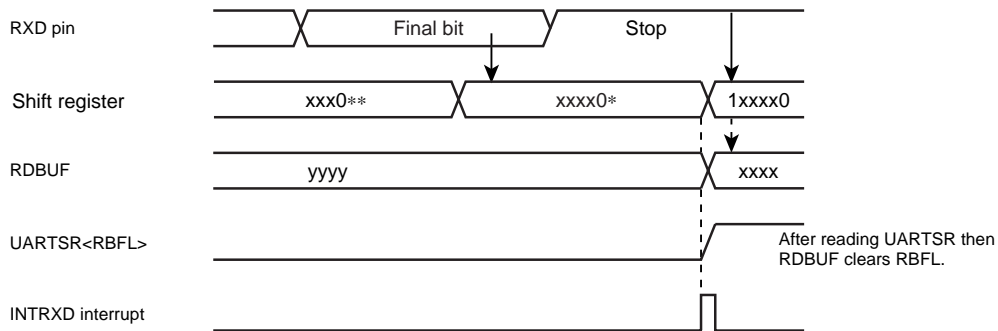 RXD pin
Final bit
Stop
Shift register
xxx0**
xxxx0*
1xxxx0
RDBUF
yyyy
xxxx
UARTSR<RBFL>
After reading UARTSR then
RDBUF clears RBFL.
INTRXD interrupt